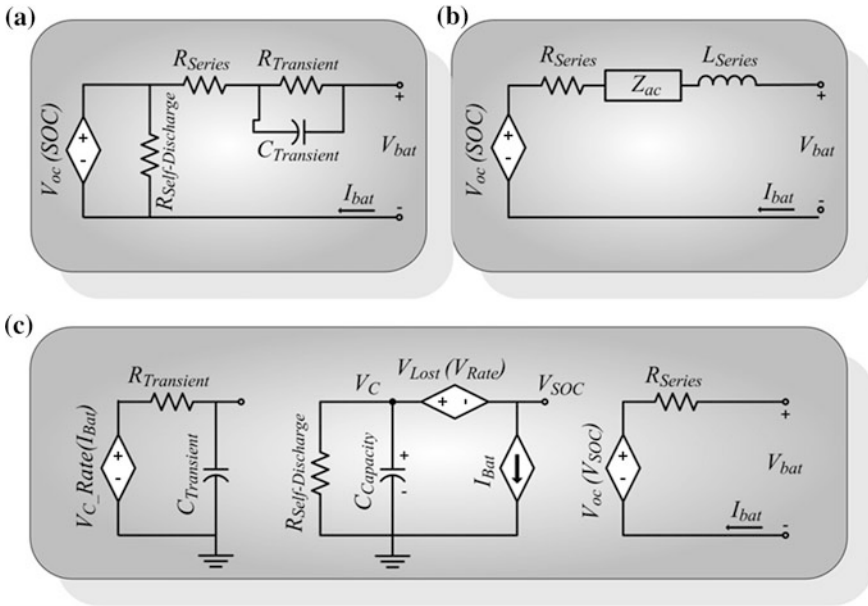 (a)
R_Series
R_Transient
+
-
V_oc (SOC)
R_Self-Discharge
C_Transient
+
V_bat
I_bat
-
(b)
R_Series
Z_ac
L_Series
+
-
V_oc (SOC)
+
V_bat
I_bat
-
(c)
R_Transient
+
-
V_C_Rate(I_Bat)
C_Transient
V_C
V_Lost (V_Rate)
+ -
V_SOC
R_Self-Discharge
+
-
C_Capacity
I_Bat
R_Series
+
-
V_oc (V_SOC)
+
V_bat
I_bat
-